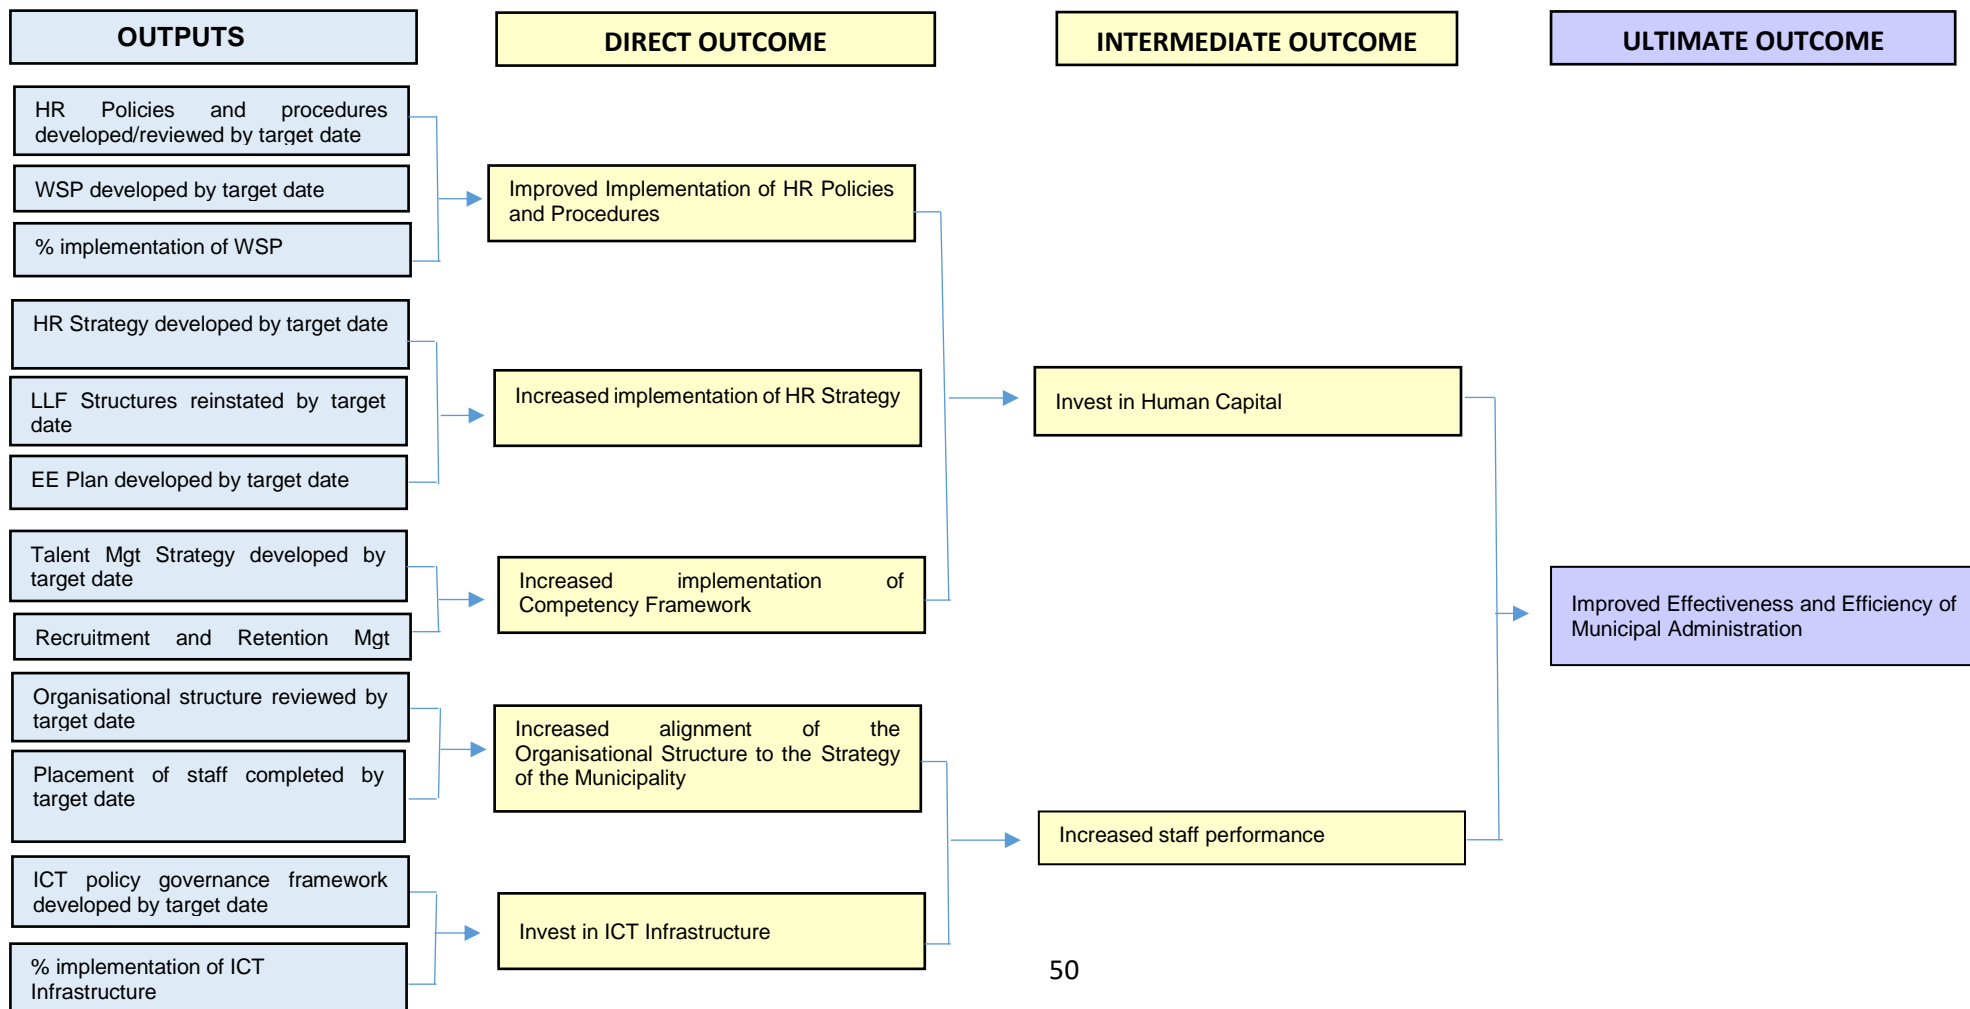 OUTPUTS
DIRECT OUTCOME
INTERMEDIATE OUTCOME
ULTIMATE OUTCOME
HR Policies and procedures
developed/reviewed by target date
WSP developed by target date
% implementation of WSP
HR Strategy developed by target date
LLF Structures reinstated by target
date
EE Plan developed by target date
Talent Mgt Strategy developed by
target date
Recruitment and Retention Mgt
Organisational structure reviewed by
target date
Placement of staff completed by
target date
ICT policy governance framework
developed by target date
% implementation of ICT
Infrastructure
Improved Implementation of HR Policies
and Procedures
Increased implementation of HR Strategy
Increased implementation of
Competency Framework
Increased alignment of the
Organisational Structure to the Strategy
of the Municipality
Invest in ICT Infrastructure
Invest in Human Capital
Increased staff performance
Improved Effectiveness and Efficiency of
Municipal Administration
50